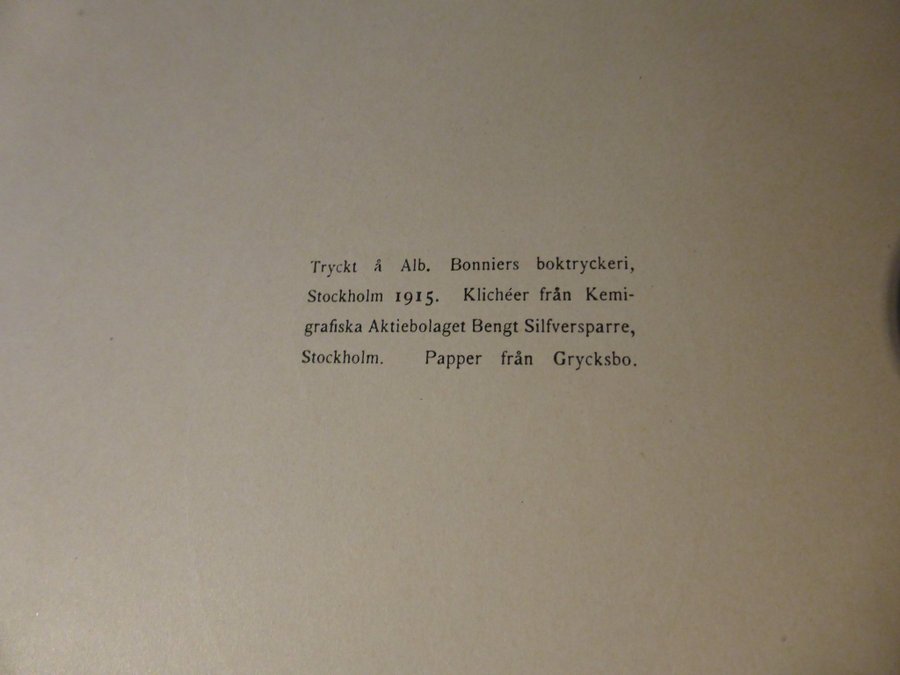 Tryckt å Alb. Bonniers boktryckeri,
Stockholm 1915. Klichéer från Kemi-
grafiska Aktiebolaget Bengt Silfversparre,
Stockholm. Papper från Grycksbo.